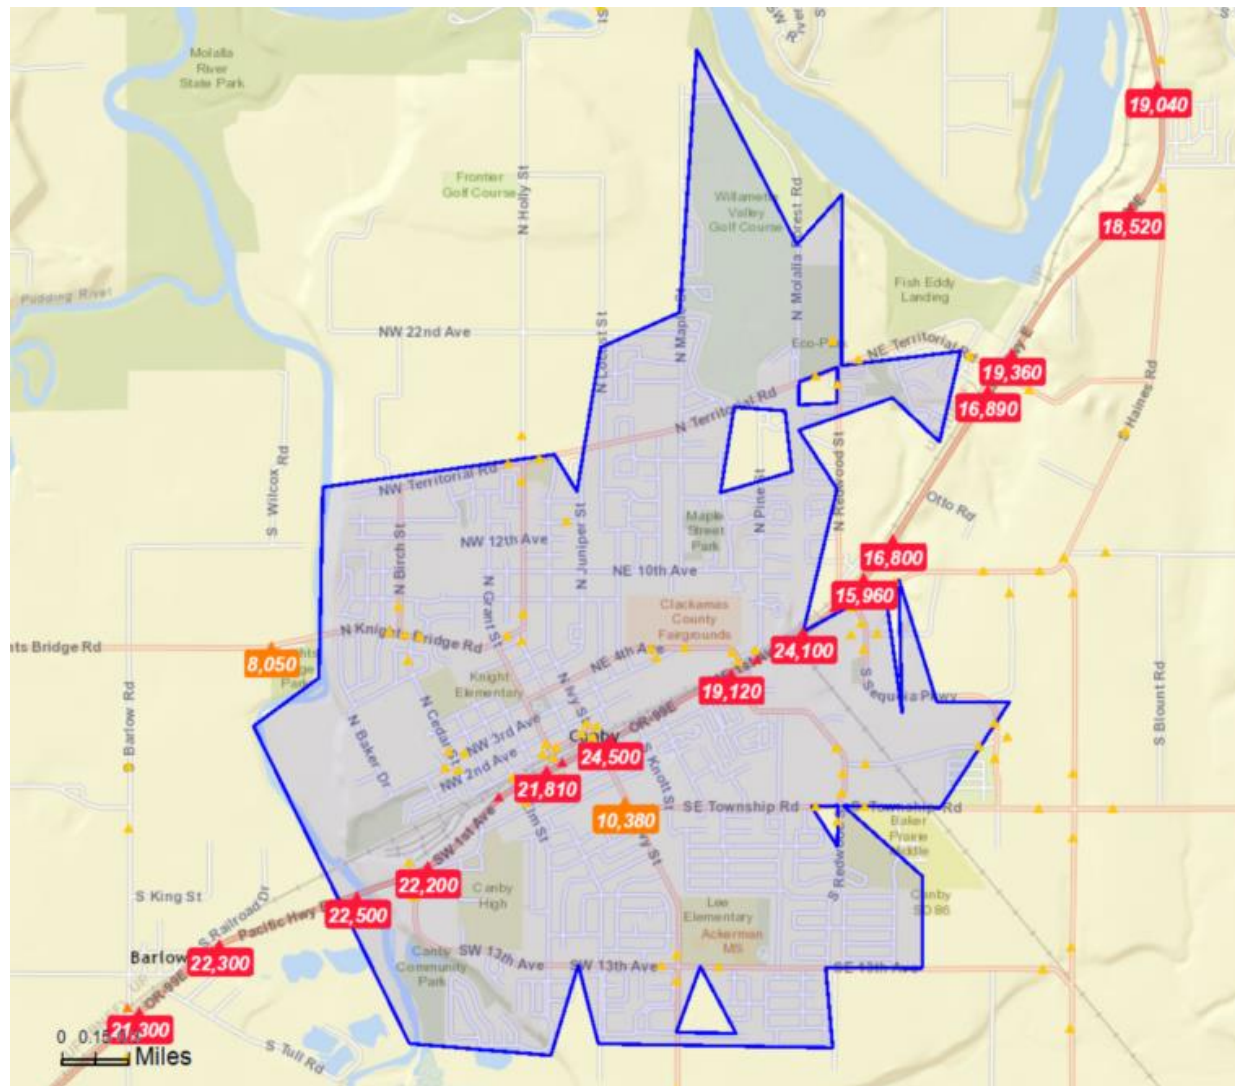 Molalla
River
State Park
19,040
Frontier
Golf Course
N Holly St
Willamette
Valley
Golf Course
N Molalla Forest Rd
18,520
Pudding River
Fish Eddy
Landing
UP
NW 22nd Ave
N Locust St
N Maple St
Eco-Park
NE Territorial Rd
19,360
16,890
S Haines Rd
N Territorial Rd
S Wilcox Rd
NW Territorial Rd
N Pine St
N Redwood St
Otto Rd
Maple
Street
Park
N Birch St
NW 12th Ave
N Juniper St
NE 10th Ave
16,800
15,960
N Grant St
Clackamas
County
Fairgrounds
N Knights Bridge Rd
hts Bridge Rd
8,050
NE 4th Ave
24,100
19,120
Knight
Elementary
N Ivy St
S Sequoia Pkwy
S Barlow Rd
S Blount Rd
N Baker Dr
N Cedar St
NW 3rd Ave
NW 2nd Ave
OR-99E
24,500
S Knott St
21,810
10,380
SE Township Rd
Baker
Prairie
Middle
SW 1st Ave
22,200
Canby
High
Canby
SD 86
S King St
S Railroad Dr
22,500
Lee
Elementary
Ackerman
MS
Barlow
22,300
Canby
Community
Park
SW 13th Ave
SW 13th Ave
SE 13th Ave
OR-99E
21,300
S Tull Rd
0
Miles